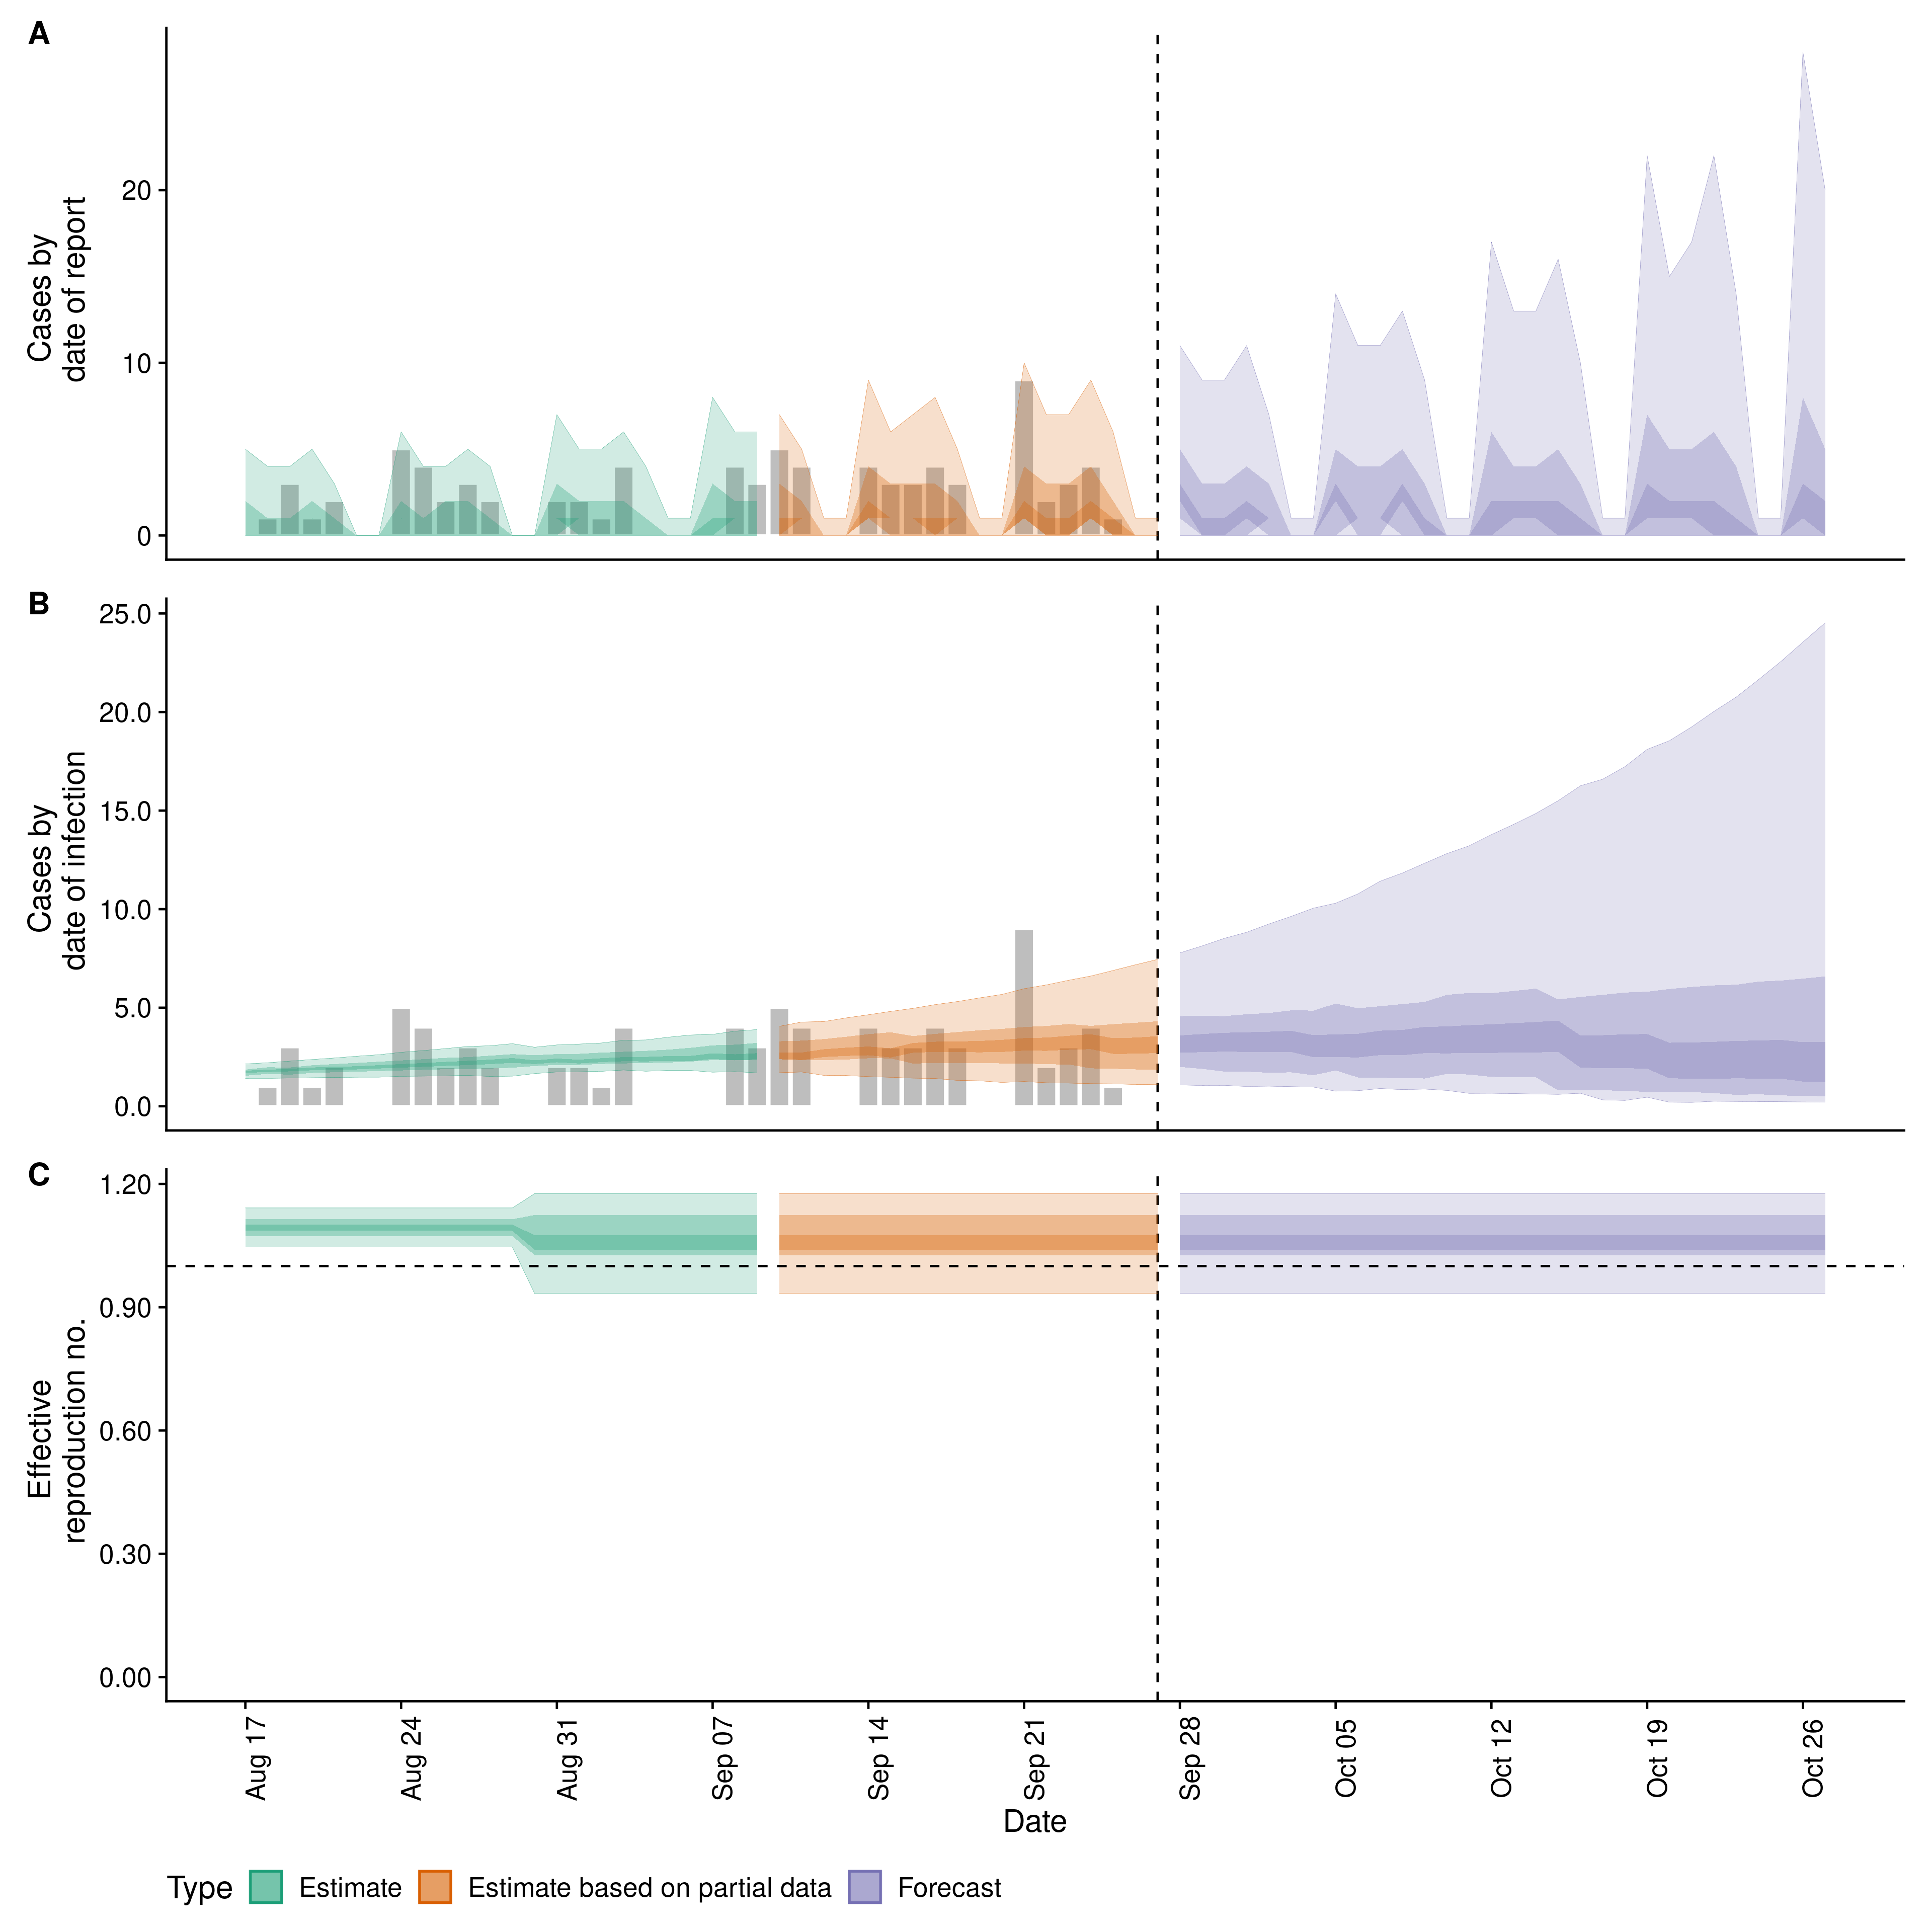 A
Cases by
date of report
20
10
0
B
Cases by
date of infection
25.0
20.0
15.0
10.0
5.0
0.0
C
Effective
reproduction no.
1.20
0.90
0.60
0.30
0.00
Aug 17
Aug 24
Aug 31
Sep 07
Sep 14
Sep 21
Sep 28
Oct 05
Oct 12
Oct 19
Oct 26
Date
Type Estimate Estimate based on partial data Forecast